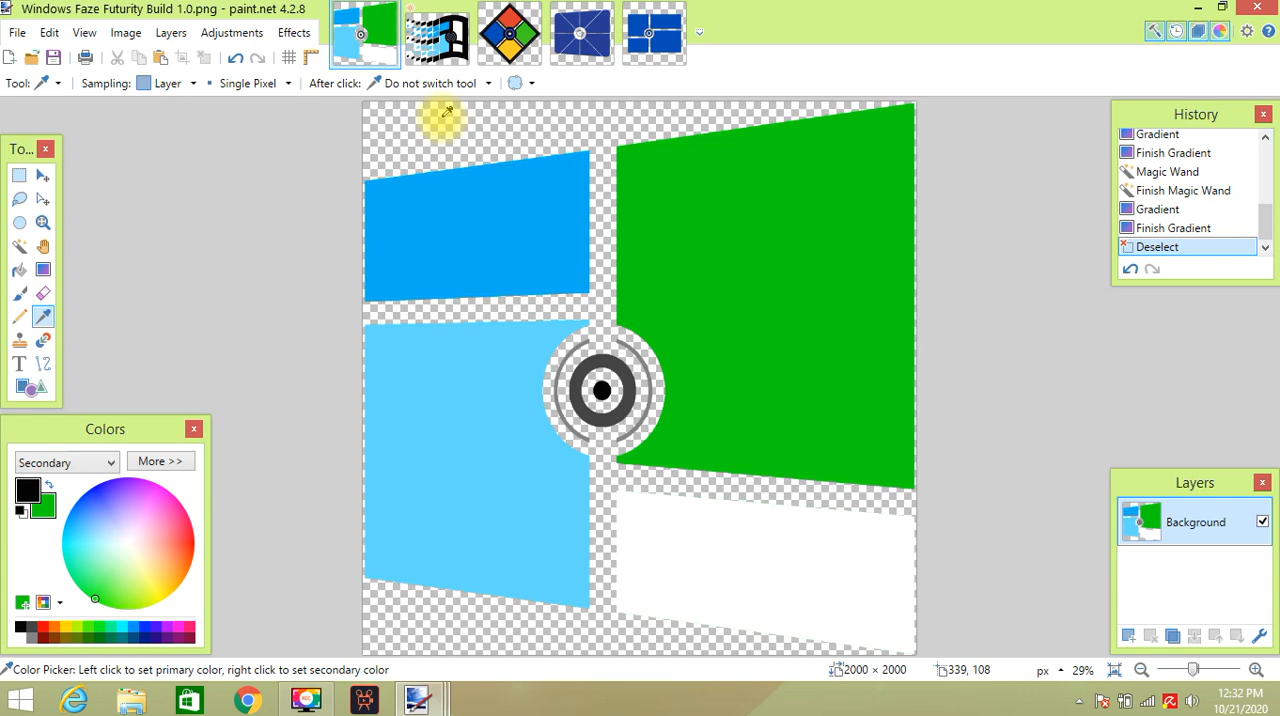 Windows Faze Futurity Build 1.0.png - paint.net 4.2.8
File Edit View Image Layers Adjustments Effects
Tool: Sampling: Layer Single Pixel After click: Do not switch tool
To...
T
Colors
Secondary
More >>
History
Gradient
Finish Gradient
Magic Wand
Finish Magic Wand
Gradient
Finish Gradient
Deselect
Layers
Background
Color Picker: Left click to set primary color, right click to set secondary color
2000 × 2000
339, 108
px
29%
REC
12:32 PM
10/21/2020